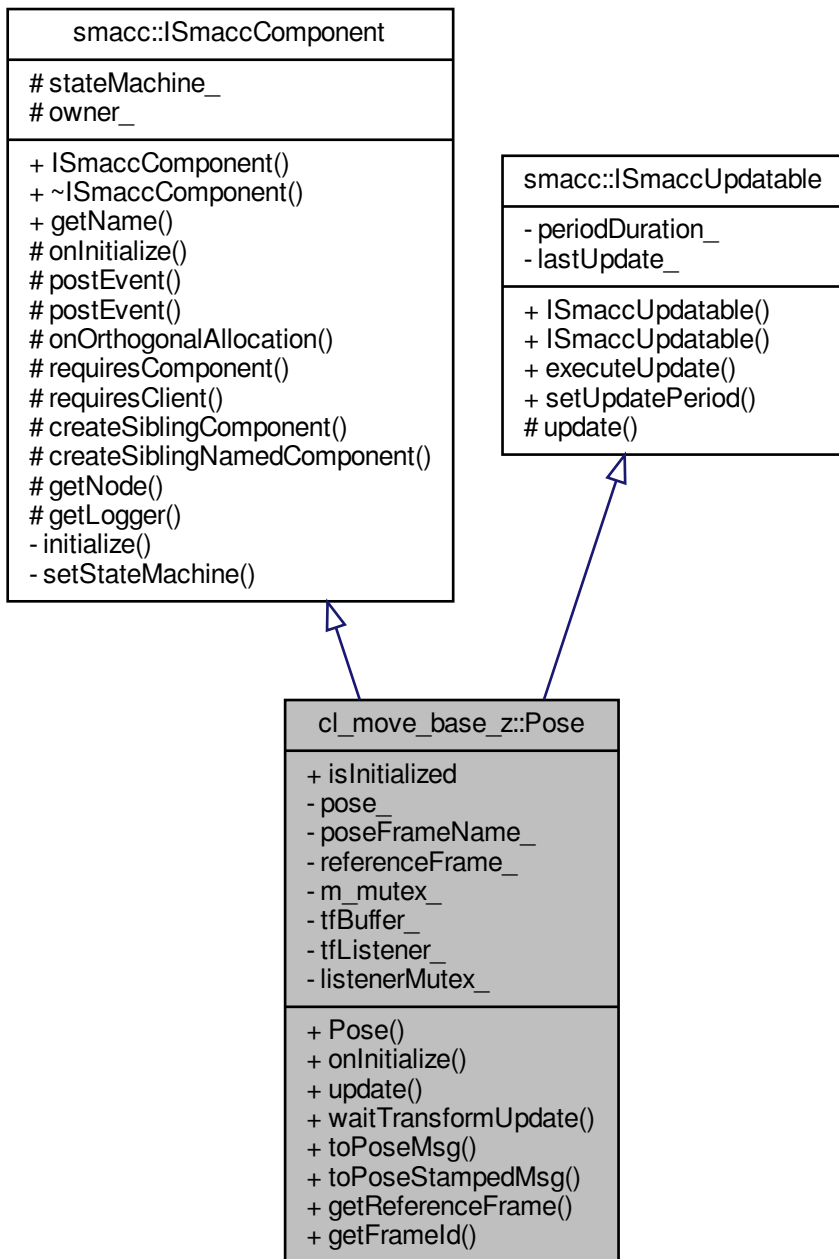 smacc::ISmaccComponent
# stateMachine_
# owner_
+ ISmaccComponent()
+ ~ISmaccComponent()
+ getName()
# onInitialize()
# postEvent()
# postEvent()
# onOrthogonalAllocation()
# requiresComponent()
# requiresClient()
# createSiblingComponent()
# createSiblingNamedComponent()
# getNode()
# getLogger()
- initialize()
- setStateMachine()
smacc::ISmaccUpdatable
- periodDuration_
- lastUpdate_
+ ISmaccUpdatable()
+ ISmaccUpdatable()
+ executeUpdate()
+ setUpdatePeriod()
# update()
cl_move_base_z::Pose
+ isInitialized
- pose_
- poseFrameName_
- referenceFrame_
- m_mutex_
- tfBuffer_
- tfListener_
- listenerMutex_
+ Pose()
+ onInitialize()
+ update()
+ waitTransformUpdate()
+ toPoseMsg()
+ toPoseStampedMsg()
+ getReferenceFrame()
+ getFrameId()